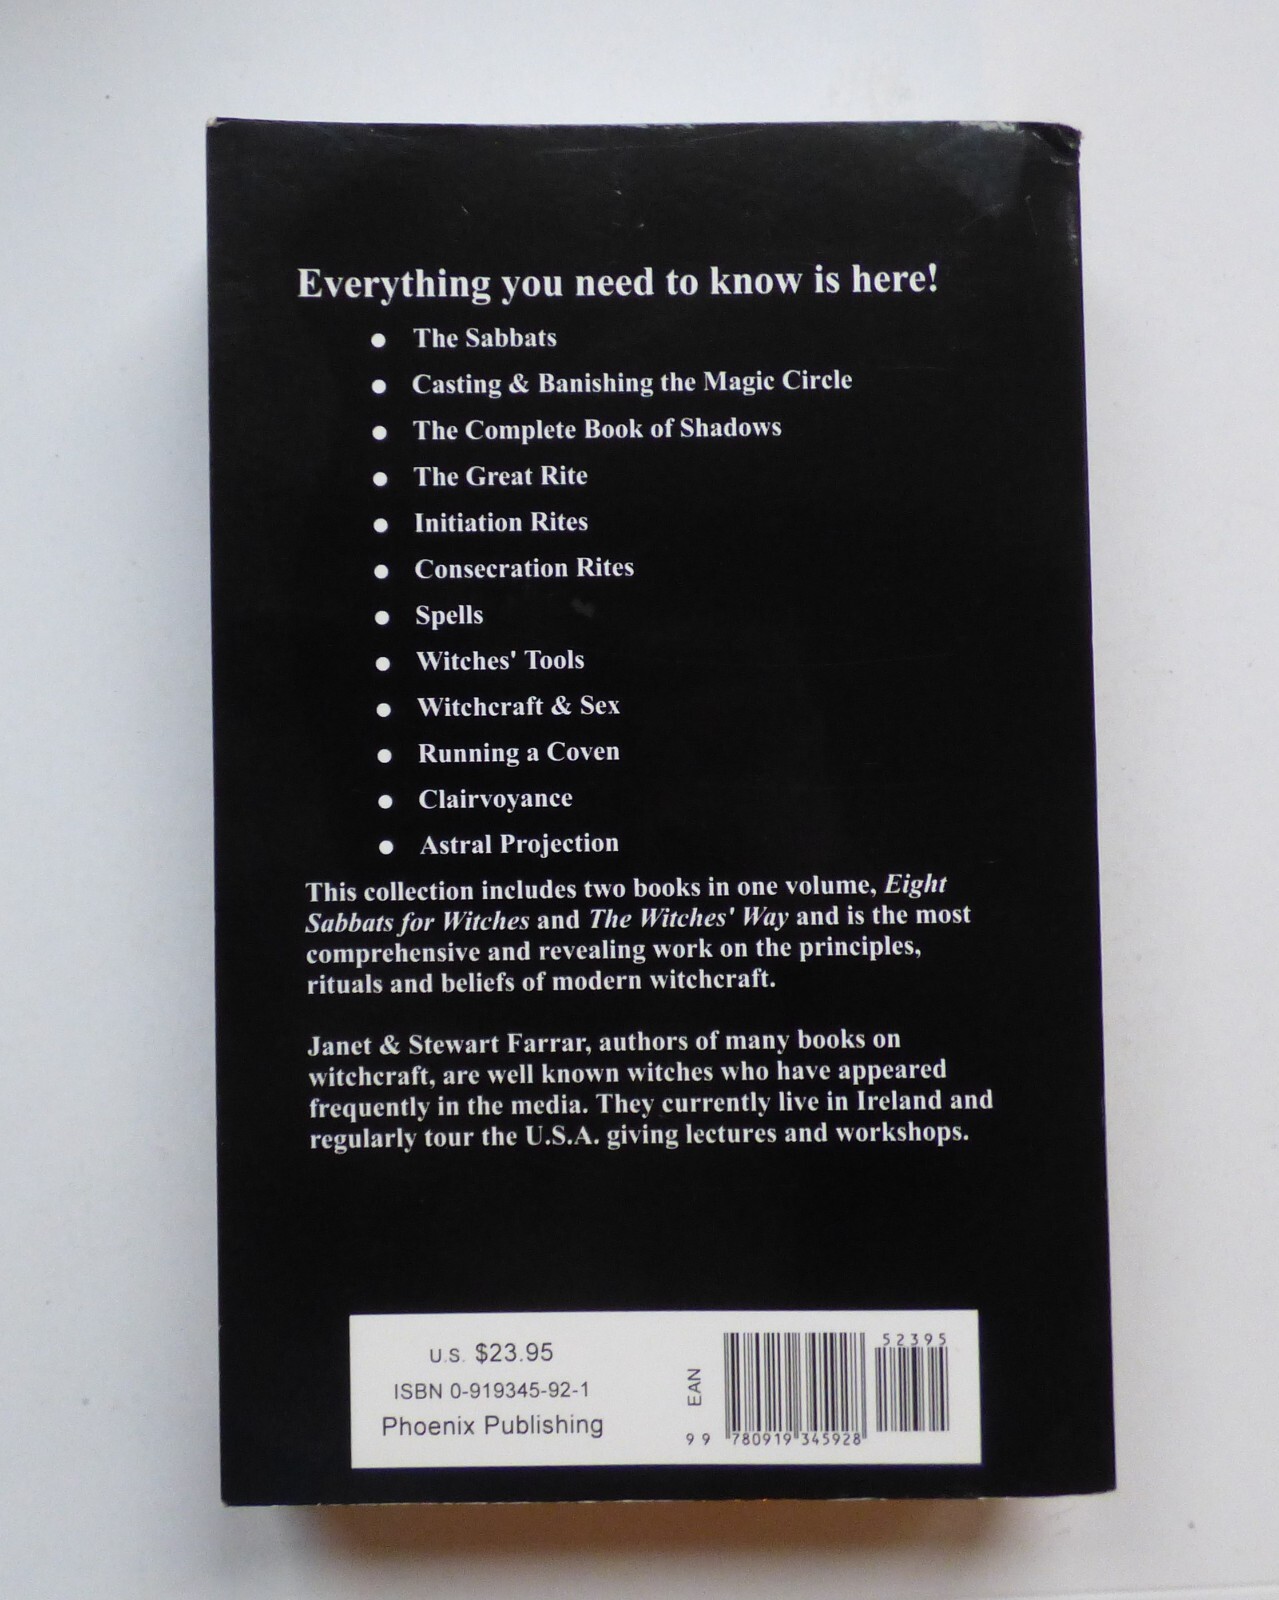 Everything you need to know is here!
● The Sabbats
● Casting & Banishing the Magic Circle
● The Complete Book of Shadows
● The Great Rite
● Initiation Rites
● Consecration Rites
● Spells
● Witches' Tools
● Witchcraft & Sex
● Running a Coven
● Clairvoyance
● Astral Projection
This collection includes two books in one volume, Eight
Sabbats for Witches and The Witches' Way and is the most
comprehensive and revealing work on the principles,
rituals and beliefs of modern witchcraft.
Janet & Stewart Farrar, authors of many books on
witchcraft, are well known witches who have appeared
frequently in the media. They currently live in Ireland and
regularly tour the U.S.A. giving lectures and workshops.
U.S. $23.95
ISBN 0-919345-92-1
Phoenix Publishing
EAN
52395
99 780919 345928